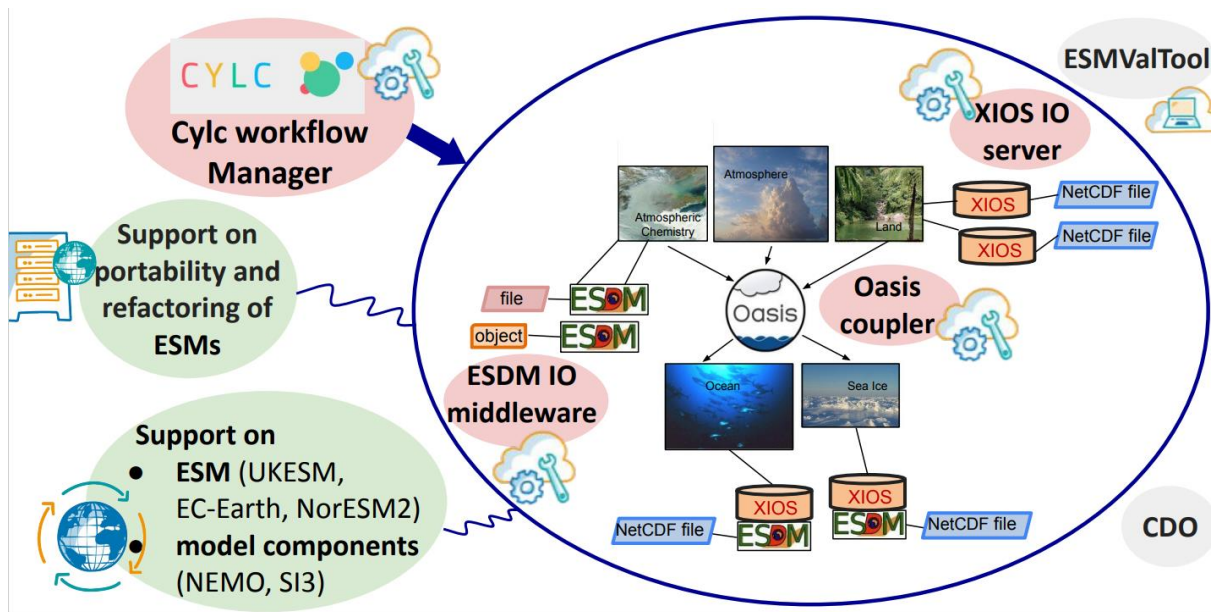 CYLC
Cylc workflow
Manager
Support on
portability and
refactoring of
ESMs
Support on
● ESM (UKESM,
EC-Earth, NorESM2)
● model components
(NEMO, SI3)
ESMValTool
XIOS IO
server
Atmospheric
Chemistry
Atmosphere
Land
XIOS
NetCDF file
XIOS
NetCDF file
file
ESDM
object
ESDM
Oasis
Oasis
coupler
ESDM IO
middleware
Ocean
Sea Ice
XIOS
ESDM
NetCDF file
XIOS
ESDM
NetCDF file
CDO